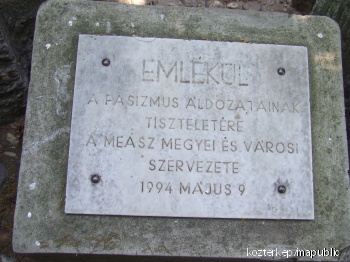 EMLÉKÜL
A FASIZMUS ÁLDOZATAINAK
TISZTELETÉRE
A MEASZ MEGYEI ÉS VÁROSI
SZERVEZETE
1994 MÁJUS 9
kozterkep/mapublic